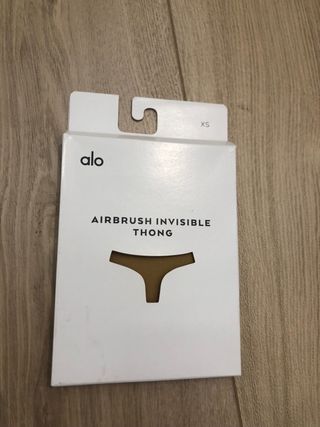 XS
alo
AIRBRUSH INVISIBLE
THONG